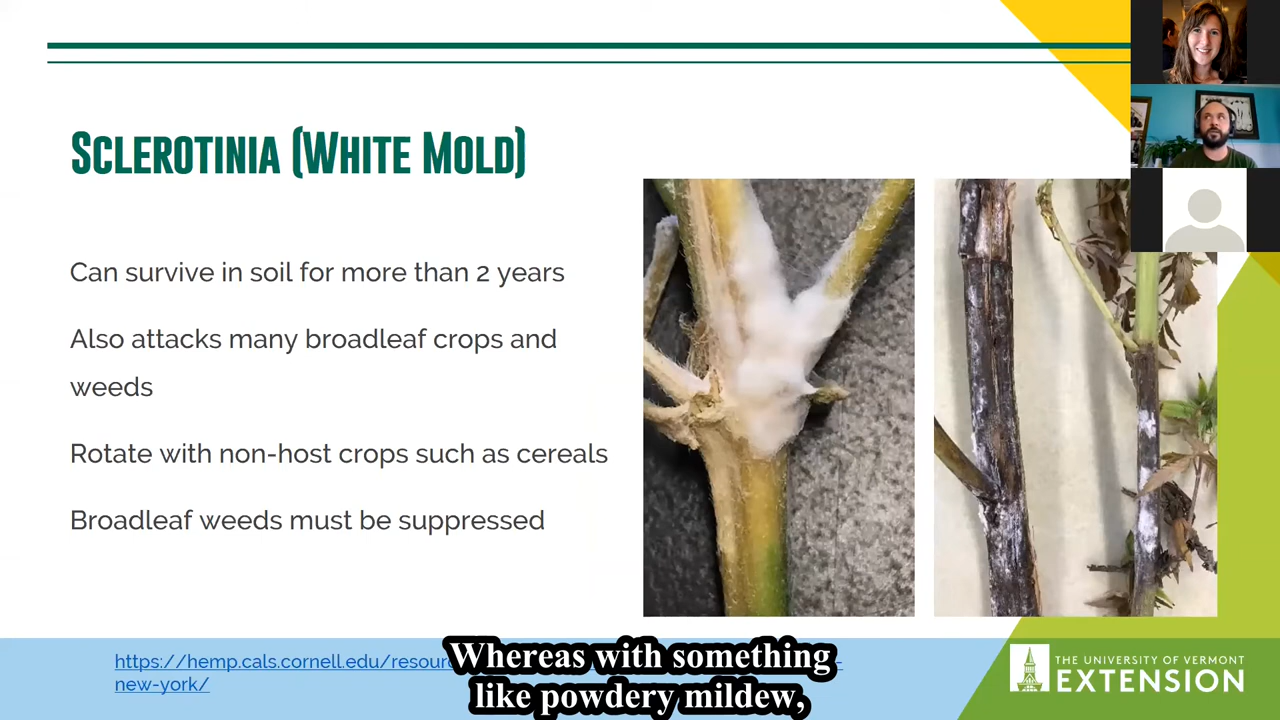 Sclerotinia (White Mold)
Can survive in soil for more than 2 years
Also attacks many broadleaf crops and
weeds
Rotate with non-host crops such as cereals
Broadleaf weeds must be suppressed
https://hemp.cals.cornell.edu/resour
new-york/
Whereas with something
like powdery mildew,
THE UNIVERSITY OF VERMONT
EXTENSION